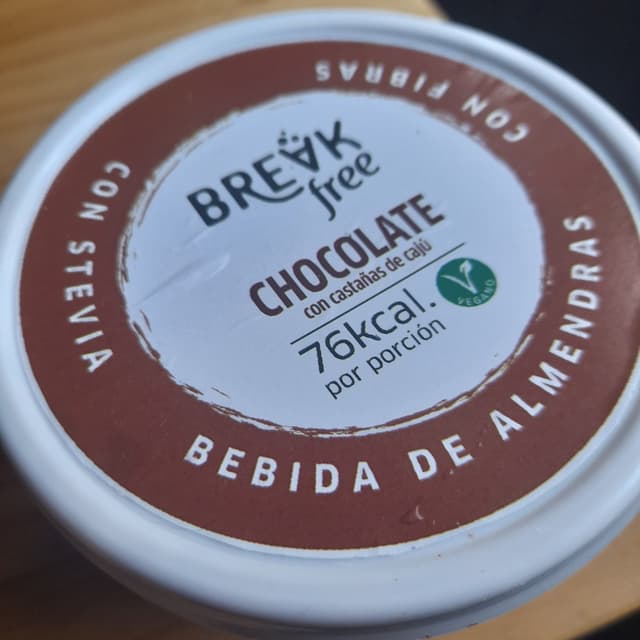 BREAK
free
CHOCOLATE
con castañas de cajú
76kcal.
por porción
VEGANO
CON STEVIA
CON FIBRAS
BEBIDA DE ALMENDRAS